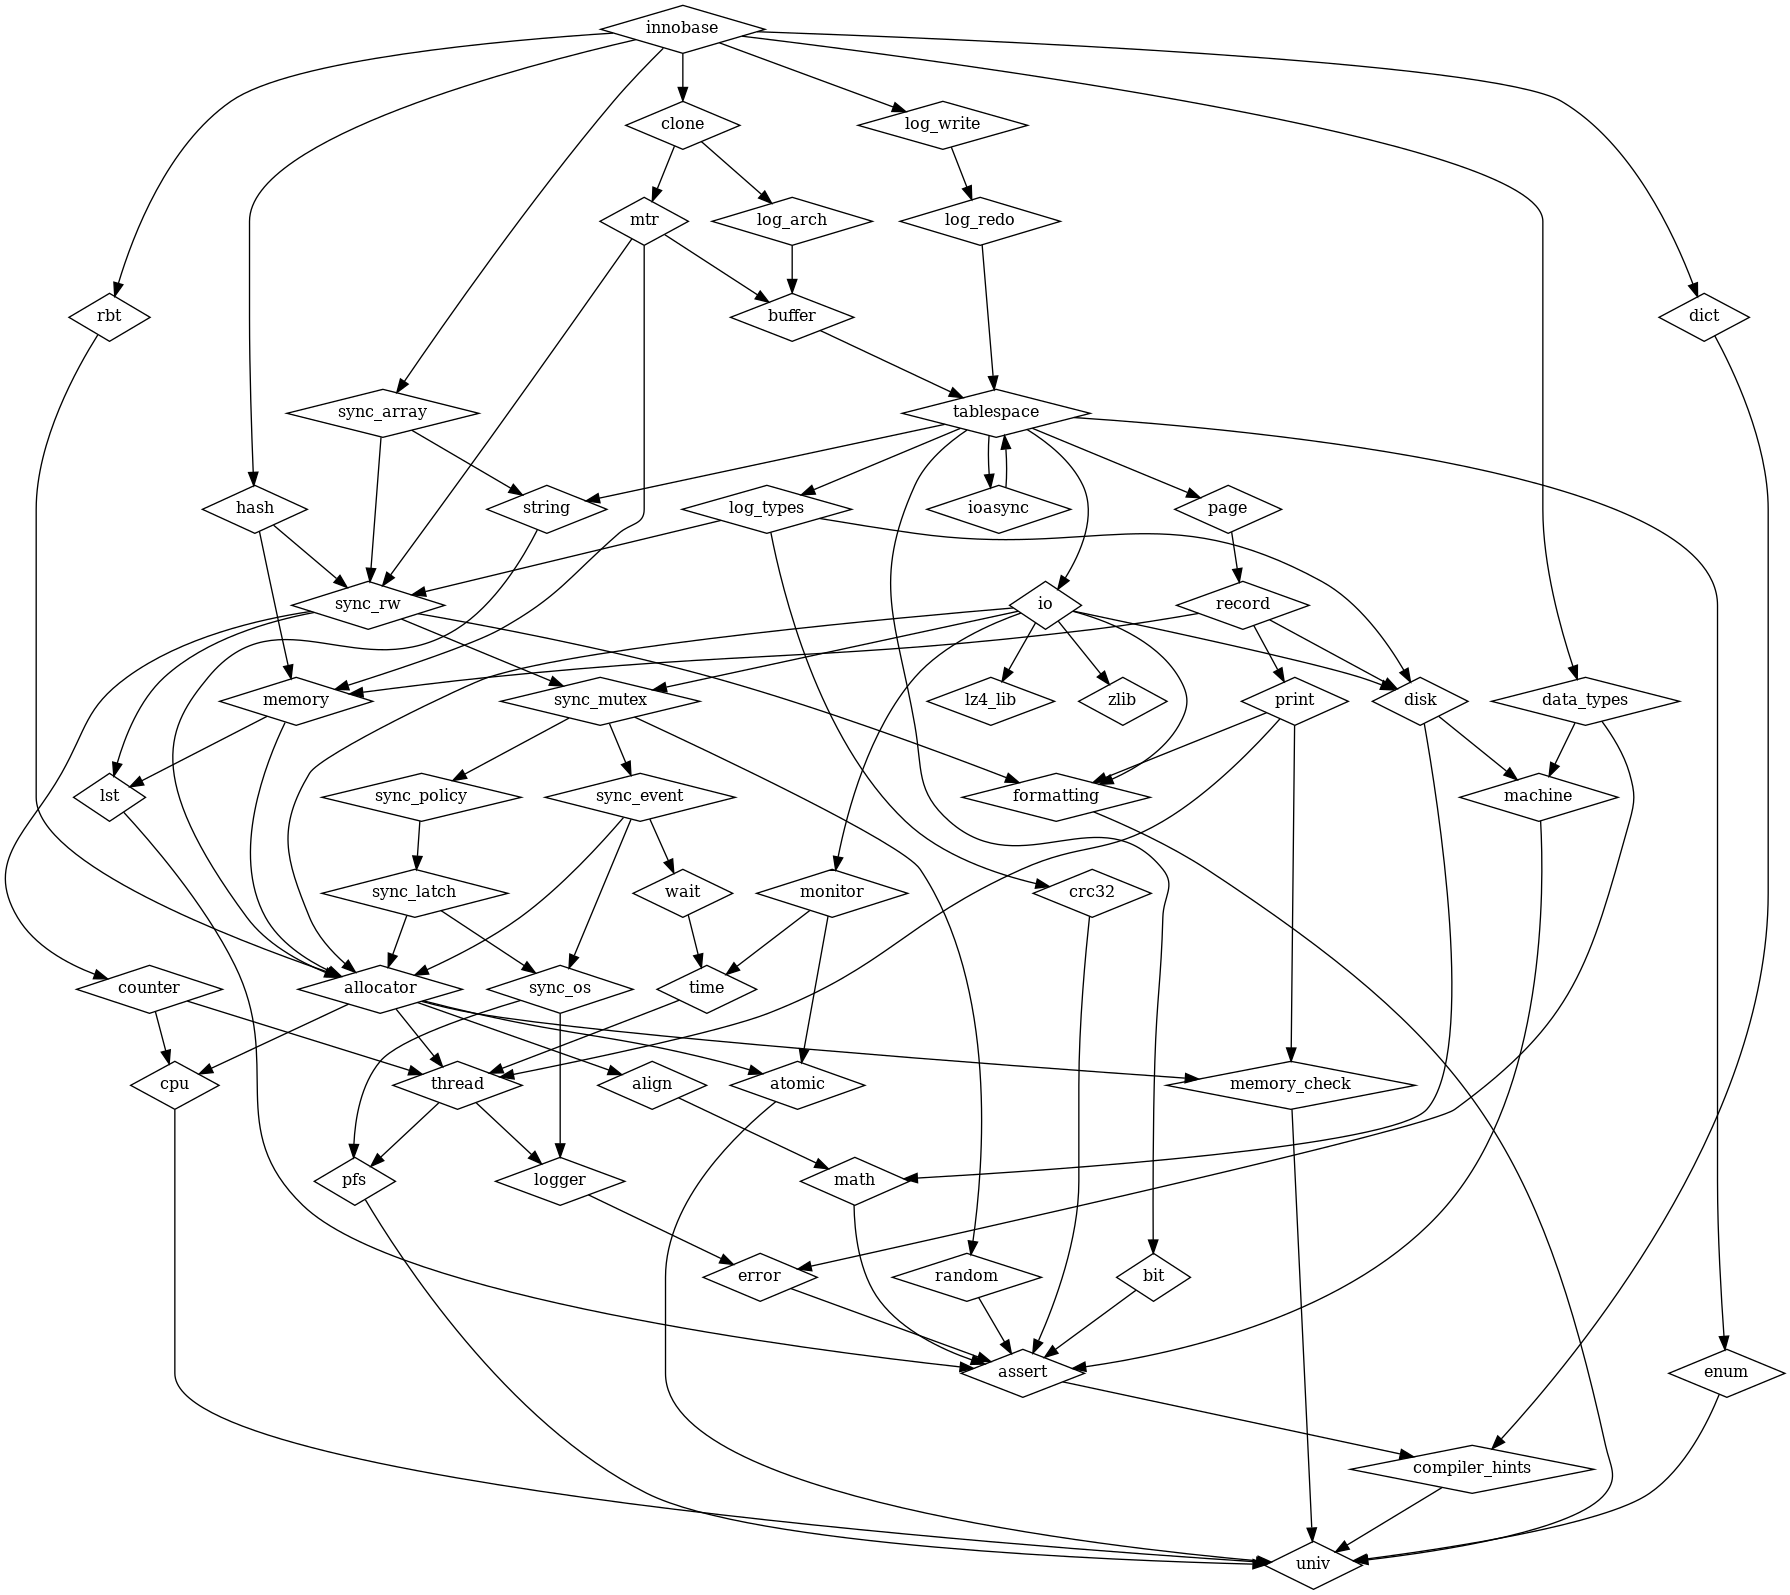 innobase
clone
log_write
mtr
log_arch
log_redo
rbt
buffer
dict
sync_array
tablespace
hash
string
log_types
ioasync
page
sync_rw
io
record
memory
sync_mutex
lz4_lib
zlib
print
disk
data_types
lst
sync_policy
sync_event
formatting
machine
sync_latch
wait
monitor
crc32
counter
allocator
sync_os
time
cpu
thread
align
atomic
memory_check
pfs
logger
math
error
random
bit
assert
enum
compiler_hints
univ